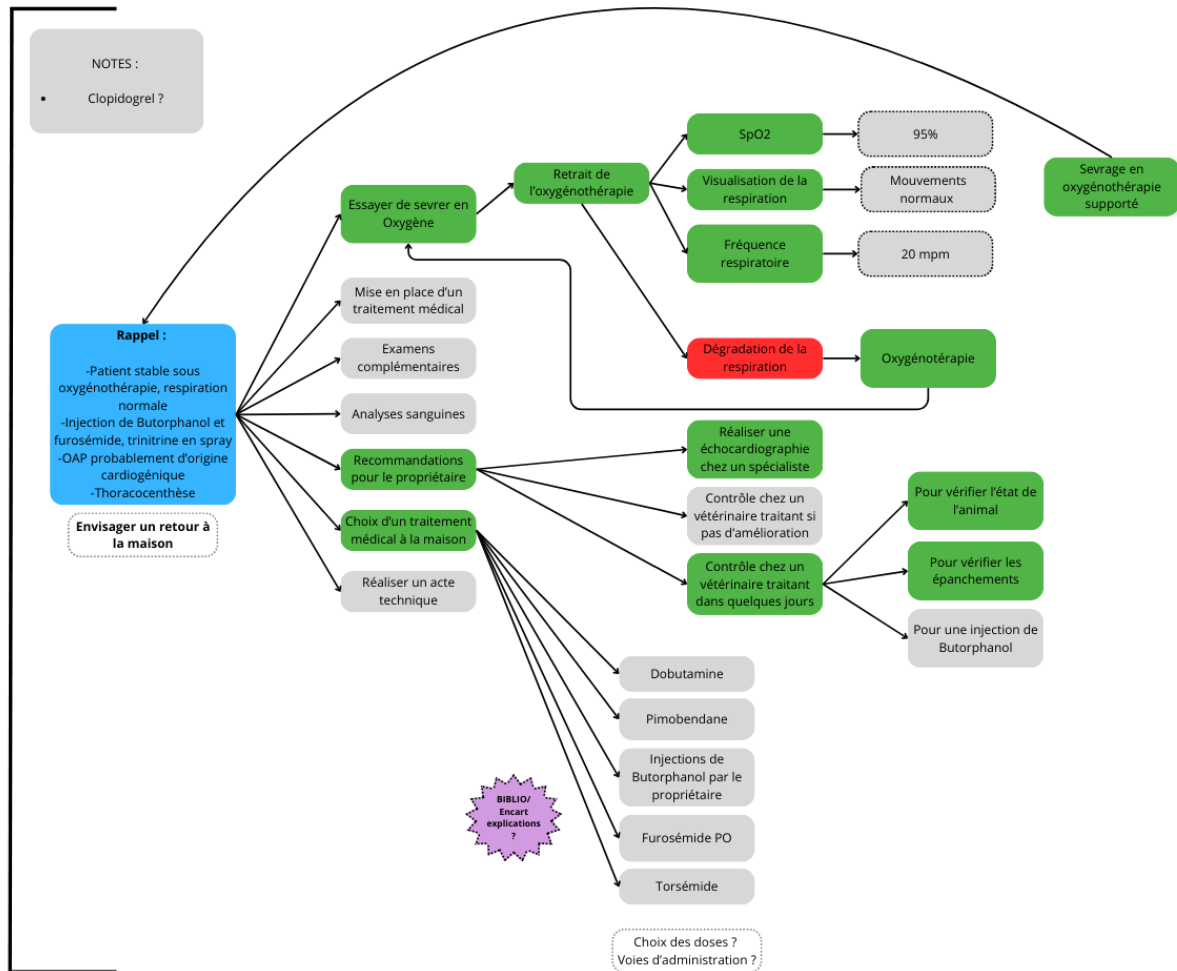 NOTES :
• Clopidogrel ?
SpO2
95%
Sevrage en
oxygénothérapie
supporté
Retrait de
l'oxygénothérapie
Visualisation de la
respiration
Mouvements
normaux
Essayer de sevrer en
Oxygène
Fréquence
respiratoire
20 mpm
Mise en place d'un
traitement médical
Rappel :
-Patient stable sous
oxygénothérapie, respiration
normale
-Injection de Butorphanol et
furosémide, trinitrine en spray
-OAP probablement d'origine
cardiogénique
-Thoracocenthèse
Envisager un retour à
la maison
Examens
complémentaires
Dégradation de la
respiration
Oxygénotérapie
Analyses sanguines
Recommandations
pour le propriétaire
Réaliser une
échocardiographie
chez un spécialiste
Contrôle chez un
vétérinaire traitant si
pas d'amélioration
Pour vérifier l'état de
l'animal
Choix d'un traitement
médical à la maison
Contrôle chez un
vétérinaire traitant
dans quelques jours
Pour vérifier les
épanchements
Réaliser un acte
technique
Pour une injection de
Butorphanol
Dobutamine
Pimobendane
Injections de
Butorphanol par le
propriétaire
BIBLIO/
Encart
explications
?
Furosémide PO
Torsémide
Choix des doses ?
Voies d'administration ?